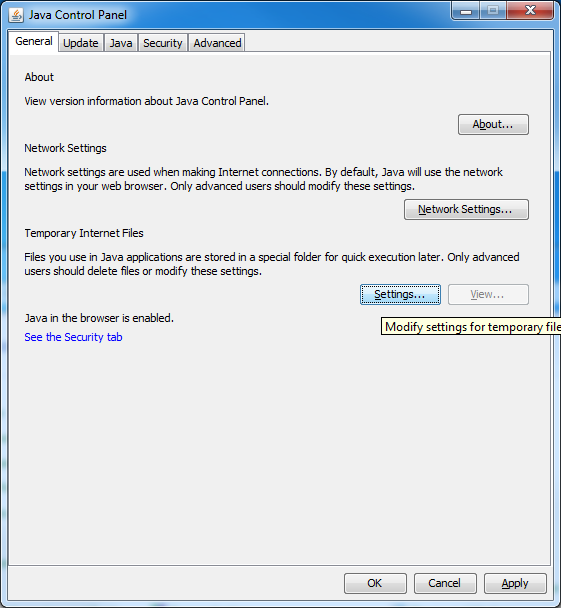 Java Control Panel
General Update Java Security Advanced
About
View version information about Java Control Panel.
About...
Network Settings
Network settings are used when making Internet connections. By default, Java will use the network
settings in your web browser. Only advanced users should modify these settings.
Network Settings...
Temporary Internet Files
Files you use in Java applications are stored in a special folder for quick execution later. Only advanced
users should delete files or modify these settings.
Settings... View...
Java in the browser is enabled.
Modify settings for temporary file
See the Security tab
OK Cancel Apply